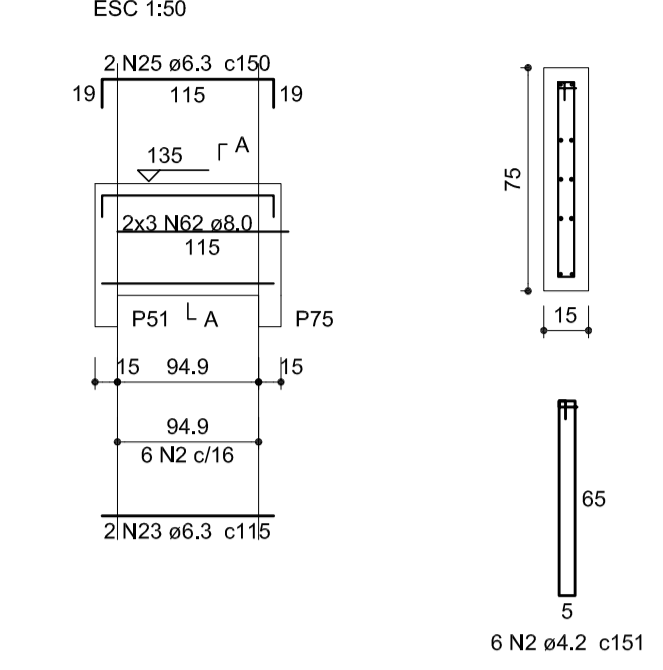 ESC 1:50
2 N25 ø6.3 c150
19
115
19
135
A
2x3 N62 ø8.0
115
P51
A
P75
15
94.9
15
94.9
6 N2 c/16
2 N23 ø6.3 c115
75
15
65
5
6 N2 ø4.2 c151